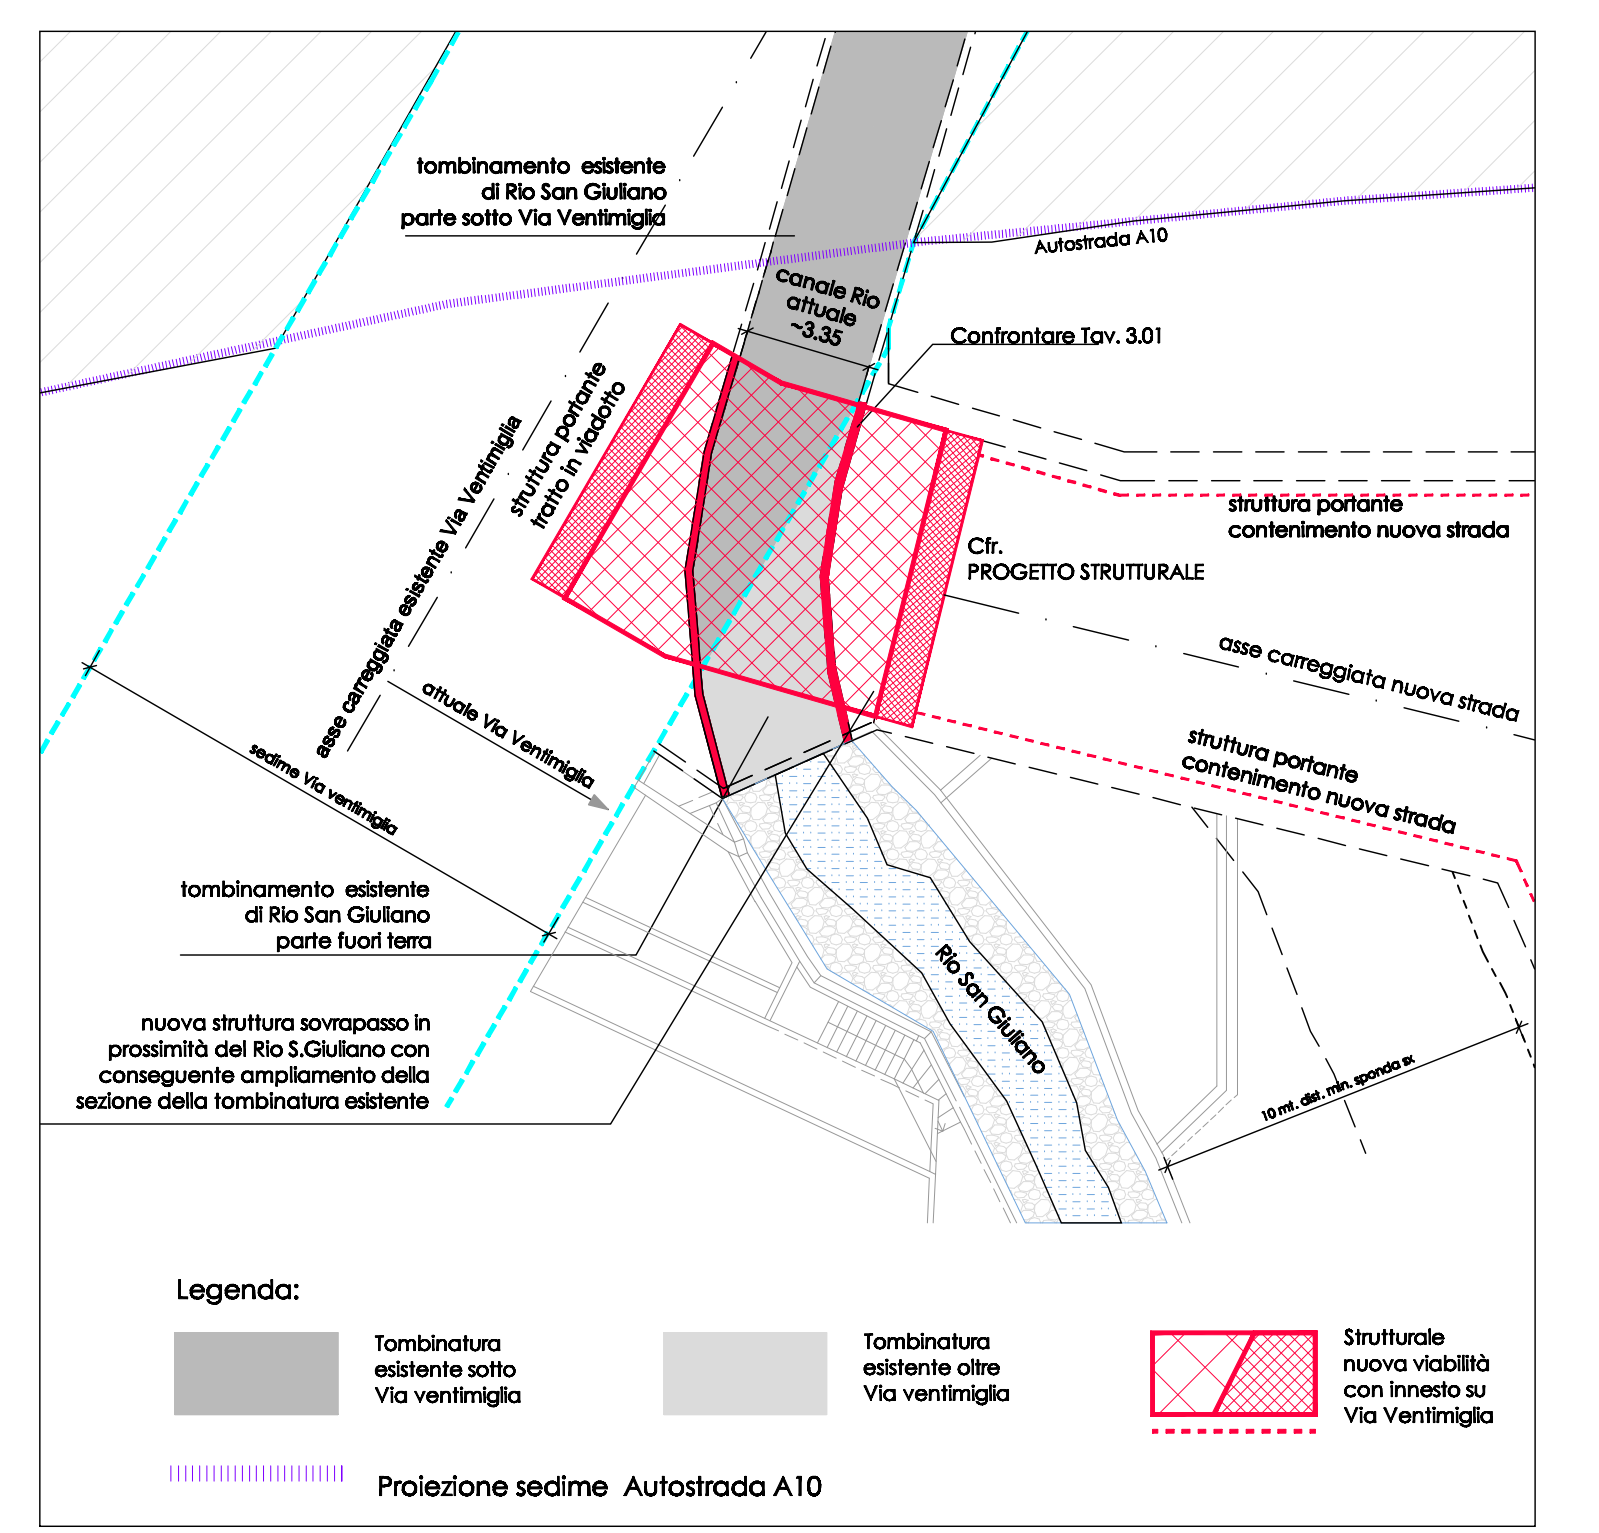 tombinamento esistente
di Rio San Giuliano
parte sotto Via Ventimiglia
Autostrada A10
canale Rio
attuale
~3.35
Confrontare Tav. 3.01
struttura portante
tratto in viadotto
asse carreggiata esistente Via Ventimiglia
struttura portante
contenimento nuova strada
Cfr.
PROGETTO STRUTTURALE
asse carreggiata nuova strada
attuale Via Ventimiglia
sedime Via ventimiglia
struttura portante
contenimento nuova strada
tombinamento esistente
di Rio San Giuliano
parte fuori terra
Rio San Giuliano
nuova struttura sovrapasso in
prossimità del Rio S.Giuliano con
conseguente ampliamento della
sezione della tombinatura esistente
10 mt. dist. min. sponda sx
Legenda:
Tombinatura
esistente sotto
Via ventimiglia
Tombinatura
esistente oltre
Via ventimiglia
Strutturale
nuova viabilità
con innesto su
Via Ventimiglia
Proiezione sedime Autostrada A10